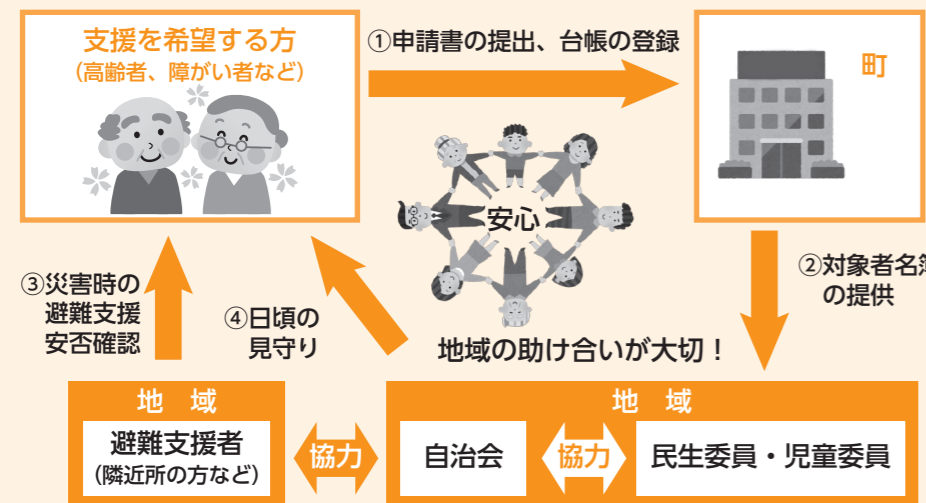 支援を希望する方
(高齢者、障がい者など)
①申請書の提出、台帳の登録
町
安心
②対象者名簿
の提供
③災害時の
避難支援
安否確認
④日頃の
見守り
地域の助け合いが大切！
地 域
避難支援者
(隣近所の方など)
協力
地 域
自治会
協力
民生委員・児童委員